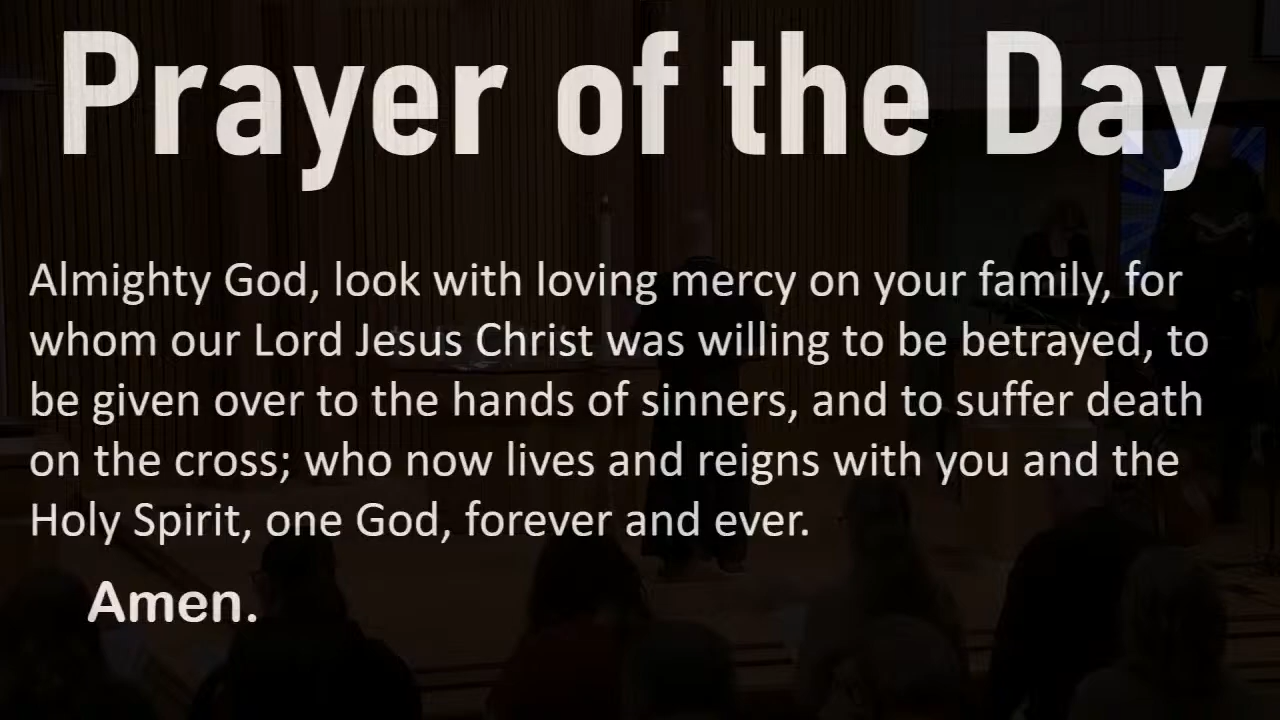 Prayer of the Day
Almighty God, look with loving mercy on your family, for
whom our Lord Jesus Christ was willing to be betrayed, to
be given over to the hands of sinners, and to suffer death
on the cross; who now lives and reigns with you and the
Holy Spirit, one God, forever and ever.
Amen.